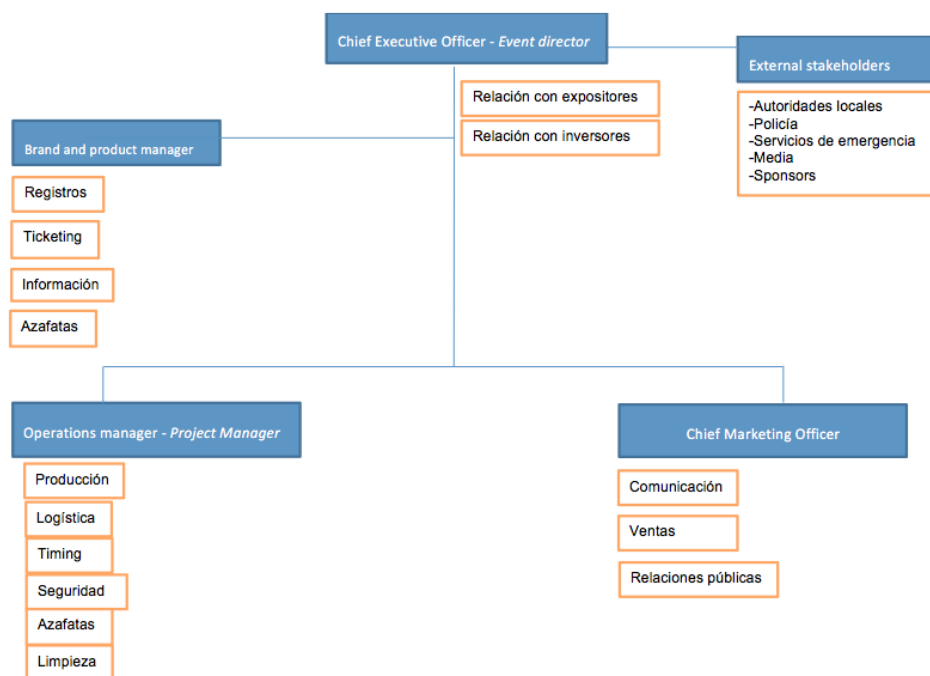 Chief Executive Officer - Event director
External stakeholders
Relación con expositores
Relación con inversores
-Autoridades locales
-Policía
-Servicios de emergencia
-Media
-Sponsors
Brand and product manager
Registros
Ticketing
Información
Azafatas
Operations manager - Project Manager
Producción
Logística
Timing
Seguridad
Azafatas
Limpieza
Chief Marketing Officer
Comunicación
Ventas
Relaciones públicas